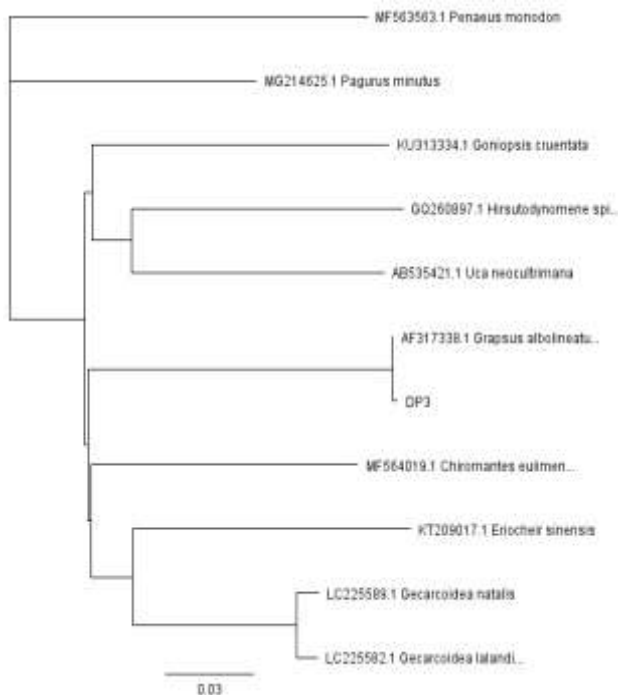 MF563563.1 Penaeus monodon
MG214625.1 Pagurus minutus
KU313334.1 Goniopsis cruentata
GQ260897.1 Hirsutodynomene spi...
AB535421.1 Uca neocultrimana
AF317338.1 Grapsus albolineatu...
DP3
MF564019.1 Chiromantes eulimen...
KT209017.1 Eriocheir sinensis
LC225589.1 Gecarcoidea natalis
LC225582.1 Gecarcoidea lalandi...
0.03